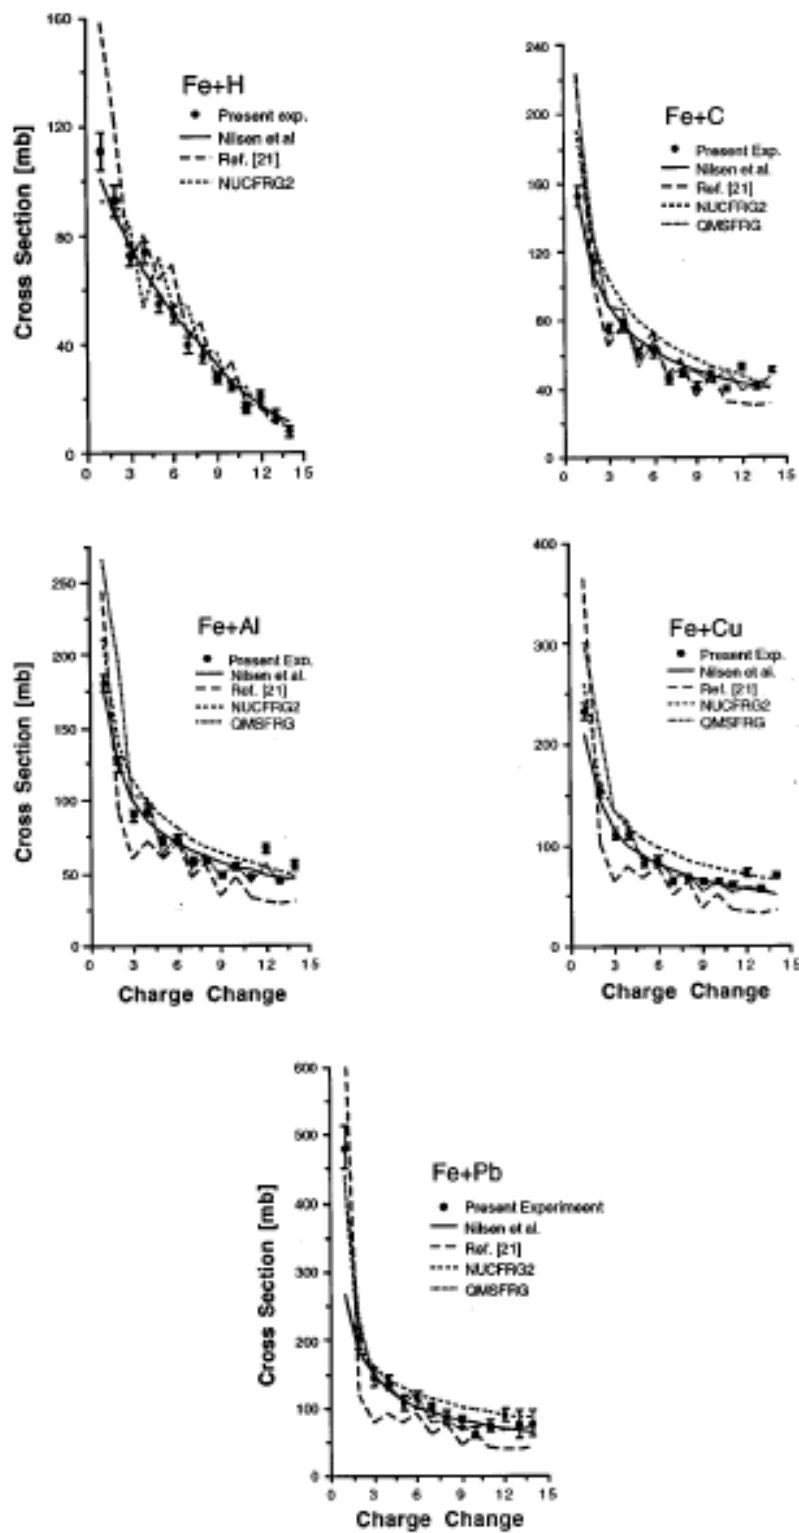 Fe+H
Present exp.
Nilsen et al
Ref. [21]
NUCFRG2
Cross Section [mb]
160
120
80
40
0
0
3
6
9
12
15
Fe+C
Present Exp.
Nilsen et al.
Ref. [21]
NUCFRG2
QMSFRG
240
200
160
120
80
40
0
0
3
6
9
12
15
Fe+Al
Present Exp.
Nilsen et al.
Ref. [21]
NUCFRG2
QMSFRG
Cross Section [mb]
250
200
150
100
50
0
0
3
6
9
12
15
Charge Change
Fe+Cu
Present Exp.
Nilsen et al.
Ref. [21]
NUCFRG2
QMSFRG
400
300
200
100
0
0
3
6
9
12
15
Charge Change
Fe+Pb
Present Experimeent
Nilsen et al.
Ref. [21]
NUCFRG2
QMSFRG
Cross Section [mb]
600
500
400
300
200
100
0
0
3
6
9
12
15
Charge Change